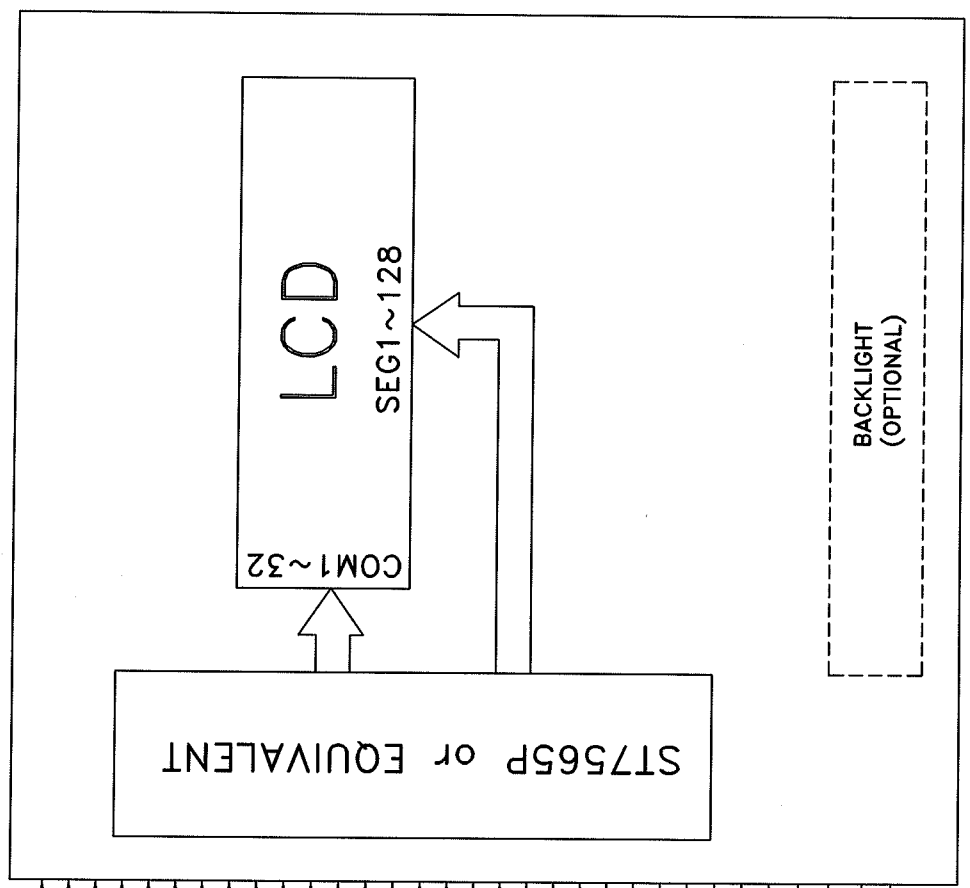 LCD
SEG1~128
COM1~32
ST7565P or EQUIVALENT
BACKLIGHT
(OPTIONAL)